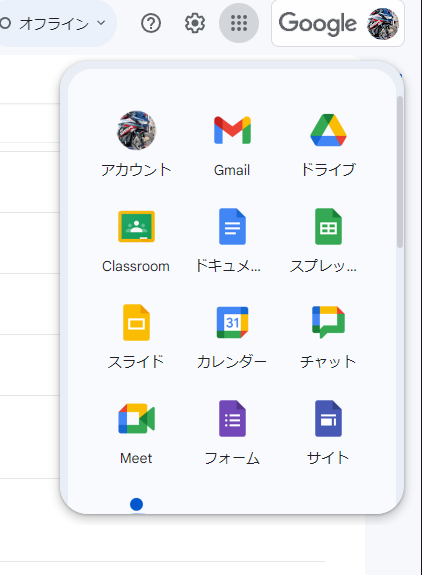 オフライン
Google
アカウント
Gmail
ドライブ
Classroom
ドキュメ...
スプレッ...
スライド
31
カレンダー
チャット
Meet
フォーム
サイト